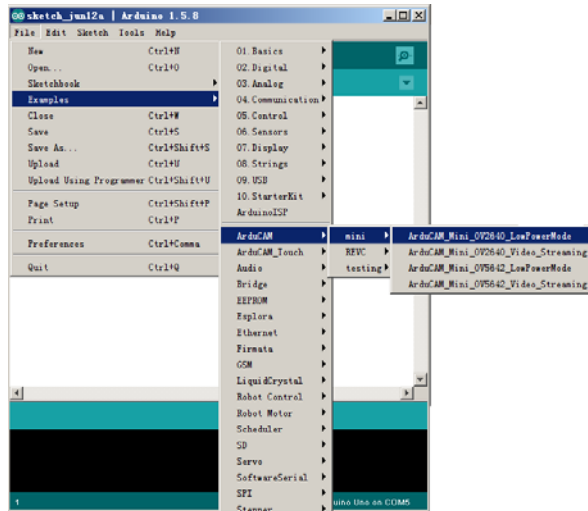 sketch_jun12a | Arduino 1.5.8
File Edit Sketch Tools Help
New Ctrl+N
Open... Ctrl+O
Sketchbook
Examples
Close Ctrl+W
Save Ctrl+S
Save As... Ctrl+Shift+S
Upload Ctrl+U
Upload Using Programmer Ctrl+Shift+U
Page Setup Ctrl+Shift+P
Print Ctrl+P
Preferences Ctrl+Comma
Quit Ctrl+Q
01. Basics
02. Digital
03. Analog
04. Communication
05. Control
06. Sensors
07. Display
08. Strings
09. USB
10. StarterKit
ArduinoISP
ArduCAM
ArduCAM_Touch
Audio
Bridge
EEPROM
Esplora
Ethernet
Firmata
GSM
LiquidCrystal
Robot Control
Robot Motor
Scheduler
SD
Servo
SoftwareSerial
SPI
Stepper
mini
REVC
testing
ArduCAM_Mini_OV2640_LowPowerMode
ArduCAM_Mini_OV2640_Video_Streaming
ArduCAM_Mini_OV5642_LowPowerMode
ArduCAM_Mini_OV5642_Video_Streaming
1
uino Uno on COM5